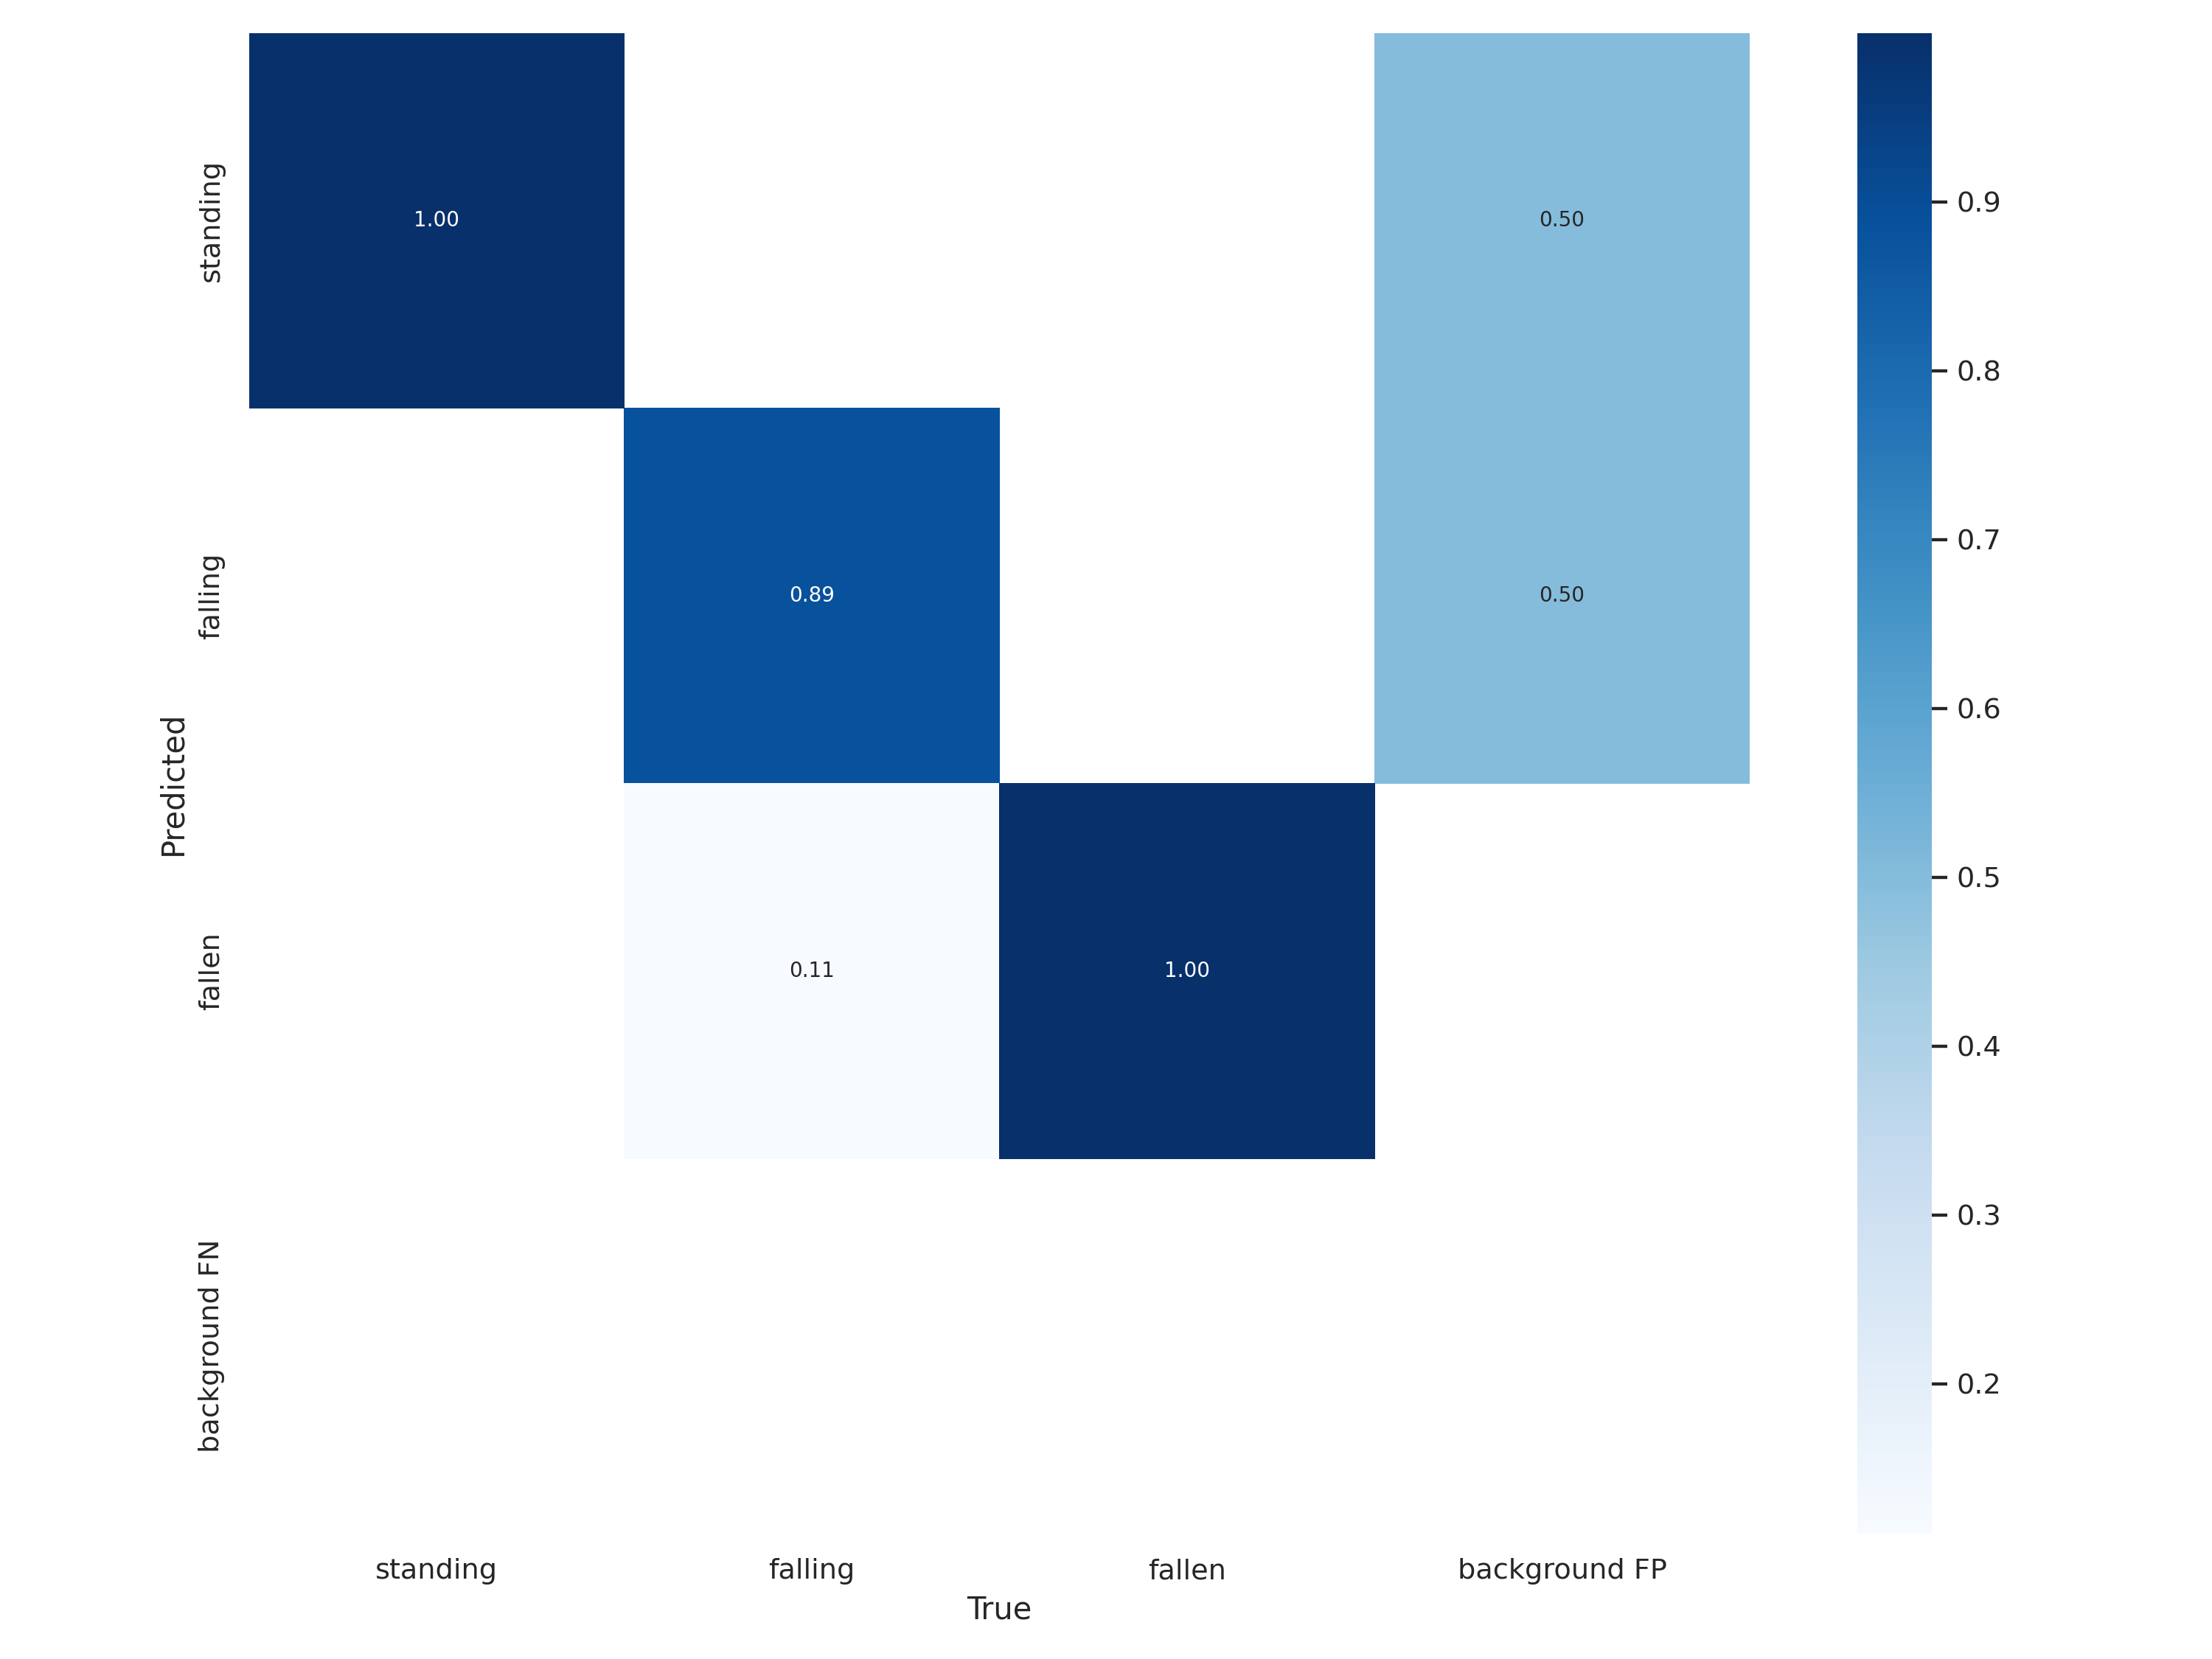 standing
falling
fallen
background FN
Predicted
1.00
0.50
0.89
0.50
0.11
1.00
standing
falling
fallen
background FP
True
0.9
0.8
0.7
0.6
0.5
0.4
0.3
0.2